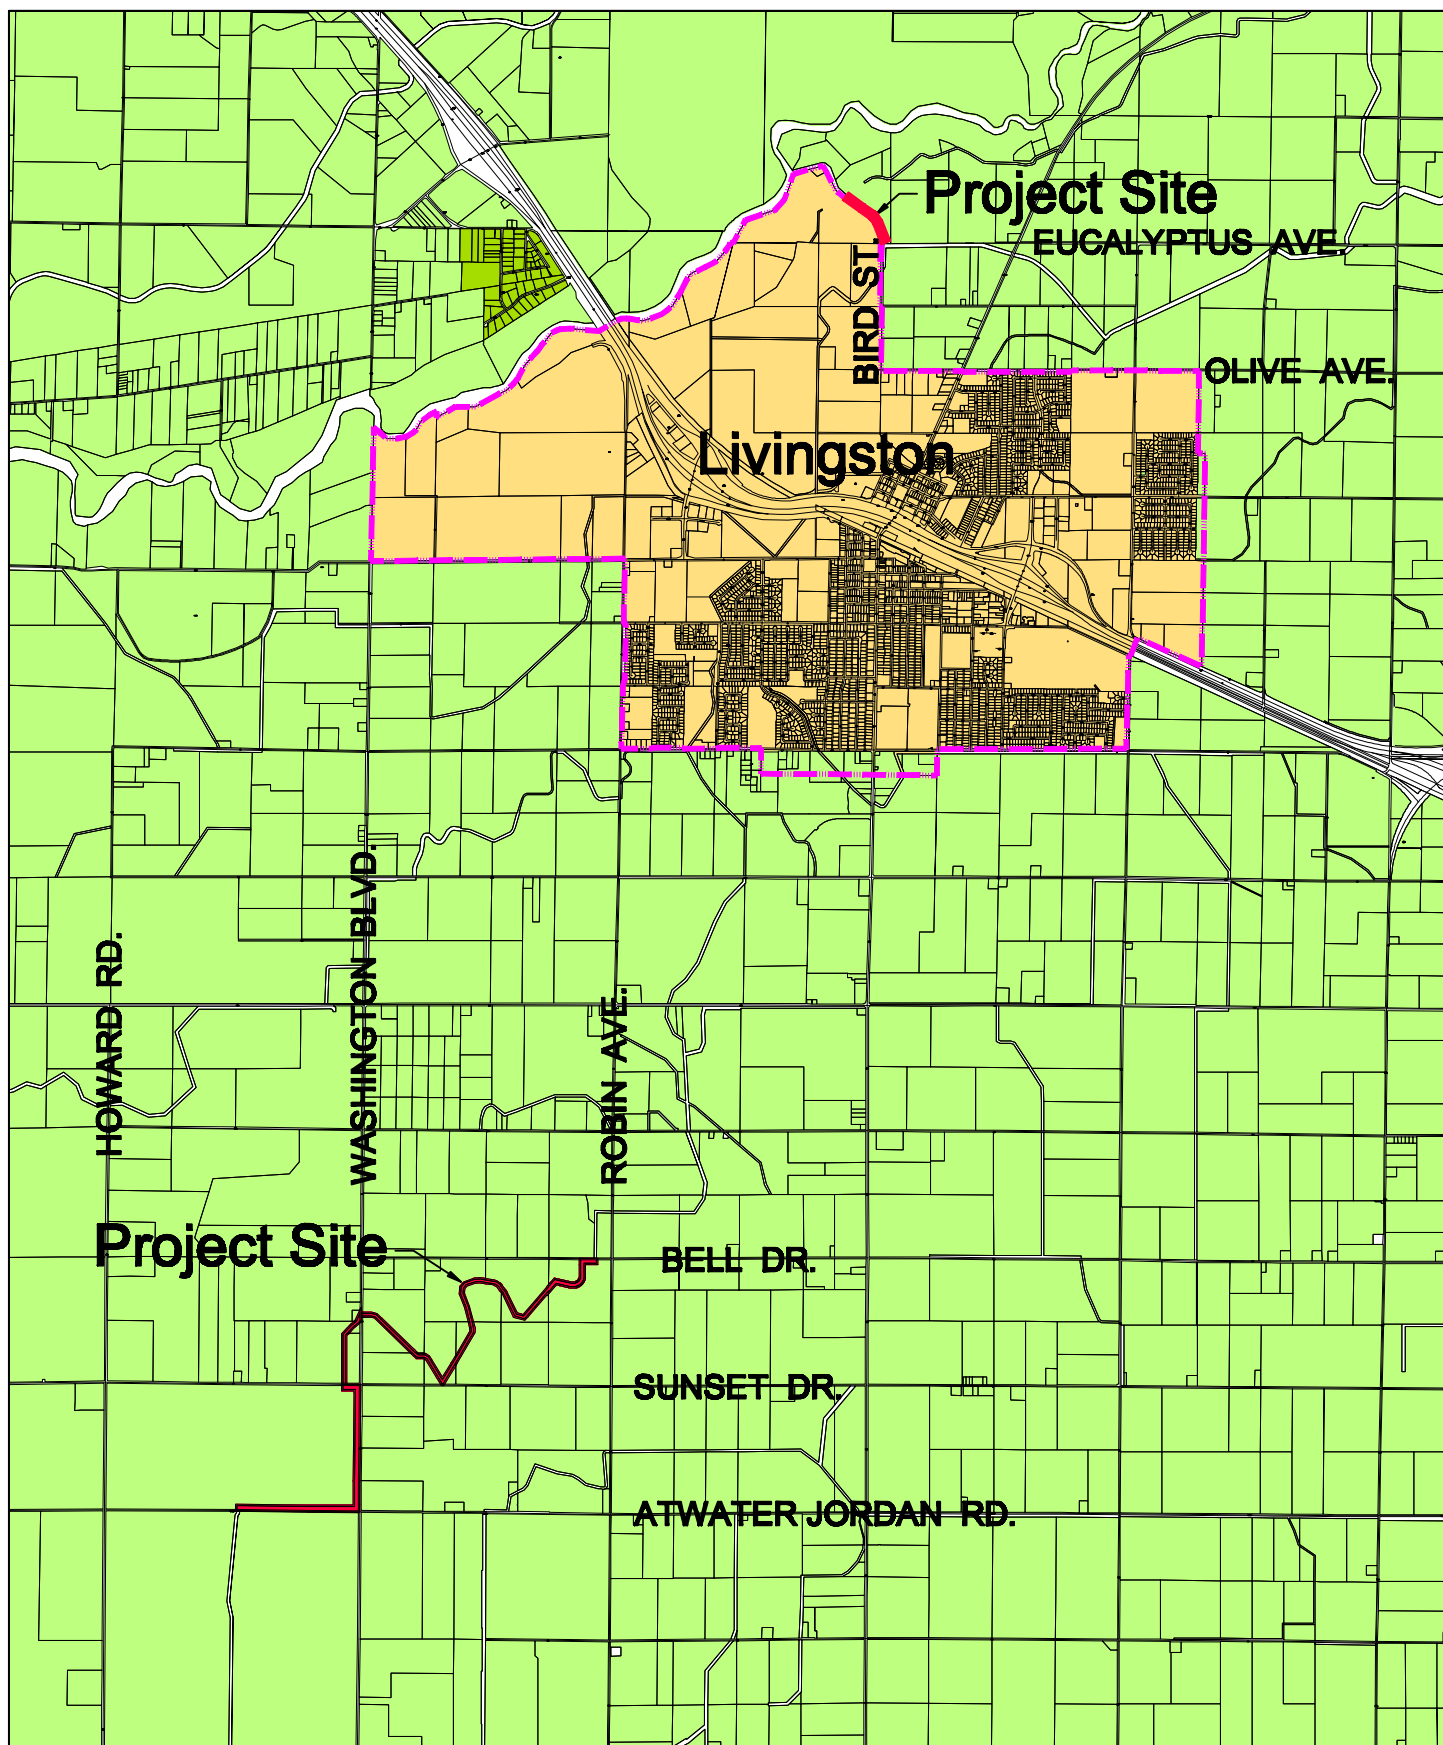 Project Site
EUCALYPTUS AVE.
BIRD ST.
OLIVE AVE.
Livingston
HOWARD RD.
WASHINGTON BLVD.
ROBIN AVE.
Project Site
BELL DR.
SUNSET DR.
ATWATER JORDAN RD.